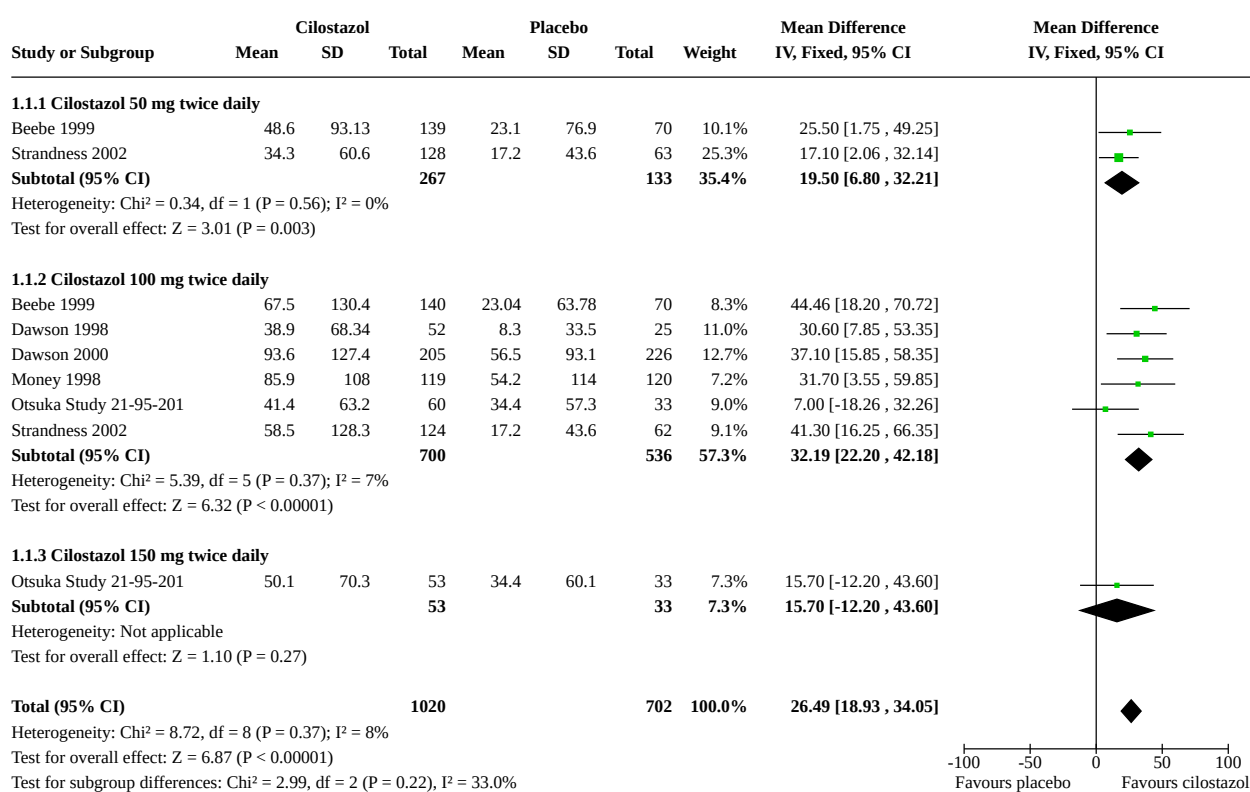 Cilostazol Placebo Mean Difference Mean Difference
Study or Subgroup Mean SD Total Mean SD Total Weight IV, Fixed, 95% CI IV, Fixed, 95% CI
1.1.1 Cilostazol 50 mg twice daily
Beebe 1999 48.6 93.13 139 23.1 76.9 70 10.1% 25.50 [1.75 , 49.25]
Strandness 2002 34.3 60.6 128 17.2 43.6 63 25.3% 17.10 [2.06 , 32.14]
Subtotal (95% CI) 267 133 35.4% 19.50 [6.80 , 32.21]
Heterogeneity: Chi² = 0.34, df = 1 (P = 0.56); I² = 0%
Test for overall effect: Z = 3.01 (P = 0.003)
1.1.2 Cilostazol 100 mg twice daily
Beebe 1999 67.5 130.4 140 23.04 63.78 70 8.3% 44.46 [18.20 , 70.72]
Dawson 1998 38.9 68.34 52 8.3 33.5 25 11.0% 30.60 [7.85 , 53.35]
Dawson 2000 93.6 127.4 205 56.5 93.1 226 12.7% 37.10 [15.85 , 58.35]
Money 1998 85.9 108 119 54.2 114 120 7.2% 31.70 [3.55 , 59.85]
Otsuka Study 21-95-201 41.4 63.2 60 34.4 57.3 33 9.0% 7.00 [-18.26 , 32.26]
Strandness 2002 58.5 128.3 124 17.2 43.6 62 9.1% 41.30 [16.25 , 66.35]
Subtotal (95% CI) 700 536 57.3% 32.19 [22.20 , 42.18]
Heterogeneity: Chi² = 5.39, df = 5 (P = 0.37); I² = 7%
Test for overall effect: Z = 6.32 (P < 0.00001)
1.1.3 Cilostazol 150 mg twice daily
Otsuka Study 21-95-201 50.1 70.3 53 34.4 60.1 33 7.3% 15.70 [-12.20 , 43.60]
Subtotal (95% CI) 53 33 7.3% 15.70 [-12.20 , 43.60]
Heterogeneity: Not applicable
Test for overall effect: Z = 1.10 (P = 0.27)
Total (95% CI) 1020 702 100.0% 26.49 [18.93 , 34.05]
Heterogeneity: Chi² = 8.72, df = 8 (P = 0.37); I² = 8%
Test for overall effect: Z = 6.87 (P < 0.00001)
Test for subgroup differences: Chi² = 2.99, df = 2 (P = 0.22), I² = 33.0%
-100 -50 0 50 100
Favours placebo Favours cilostazol